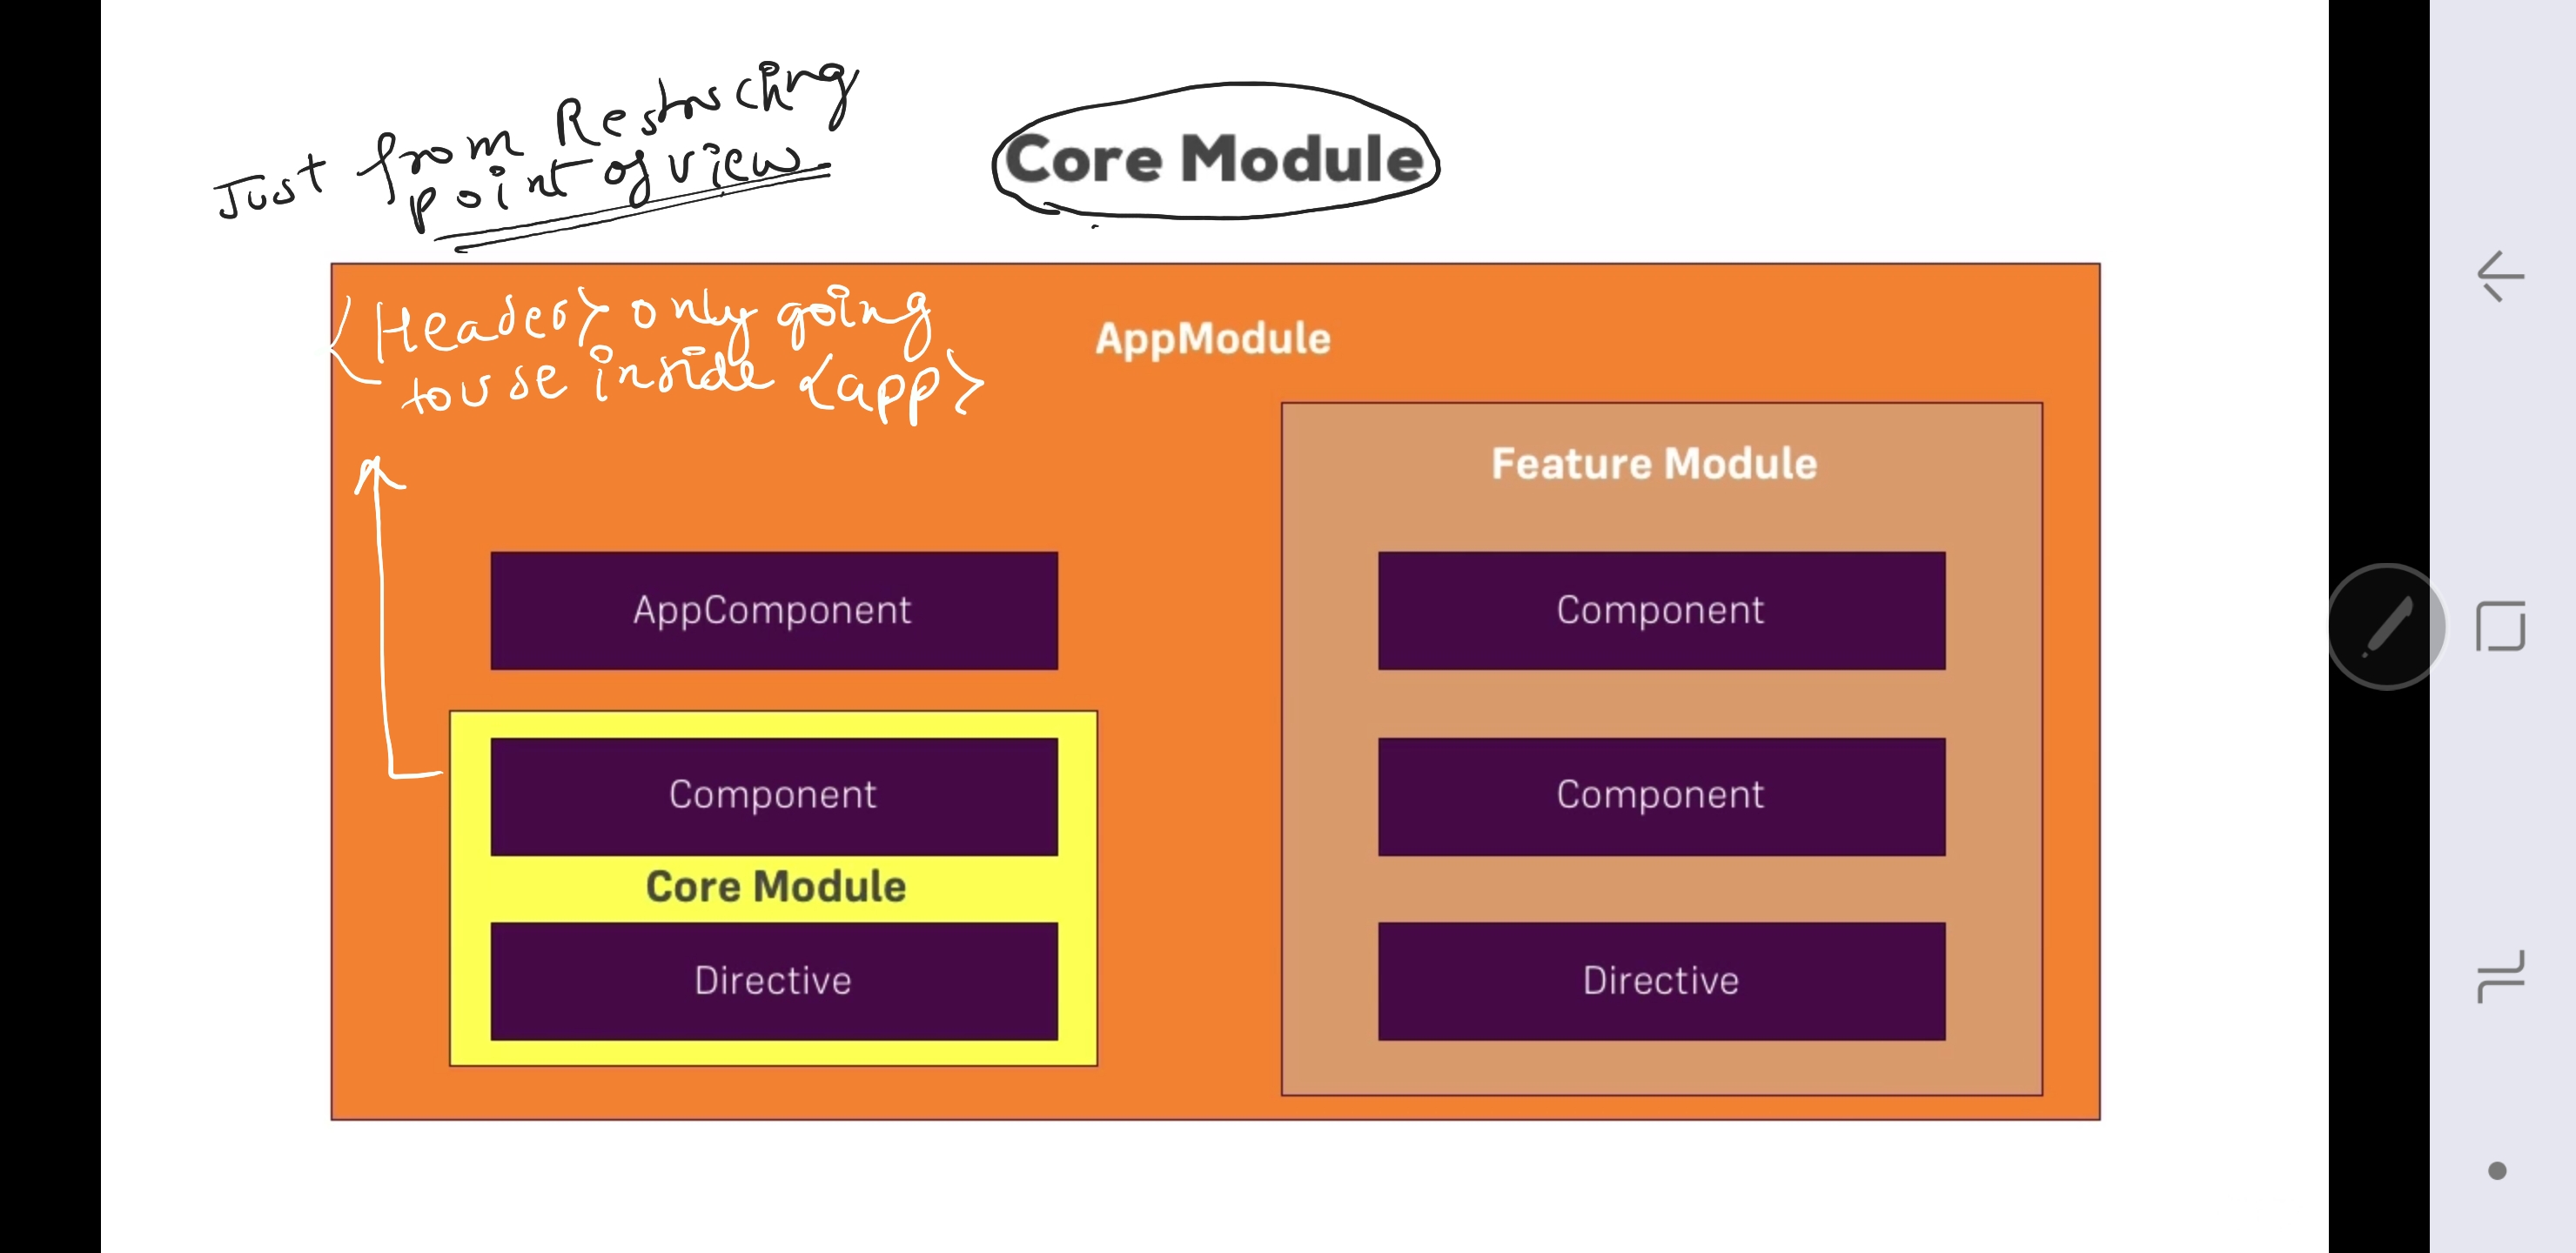 Just from Restrucing
point of view
Core Module
<Header> only going
to use inside <app>
AppModule
Feature Module
AppComponent
Component
Component
Component
Core Module
Directive
Directive